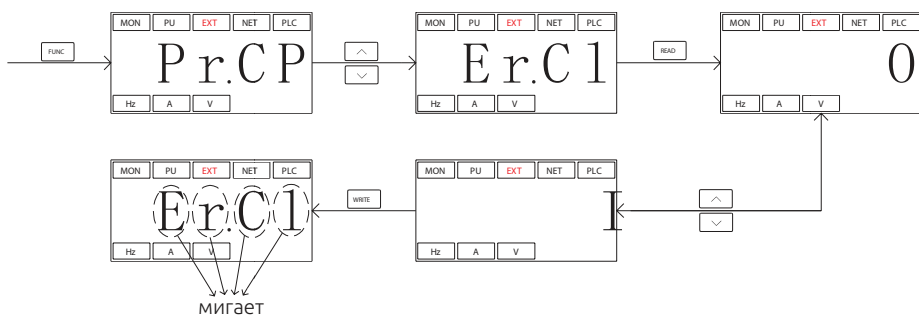 MON PU EXT NET PLC
FUNC
Pr.CP
Hz A V
MON PU EXT NET PLC
Er.C1
READ
Hz A V
MON PU EXT NET PLC
0
Hz A V
MON PU EXT NET PLC
Er.C1
WRITE
Hz A V
MON PU EXT NET PLC
1
Hz A V
мигает